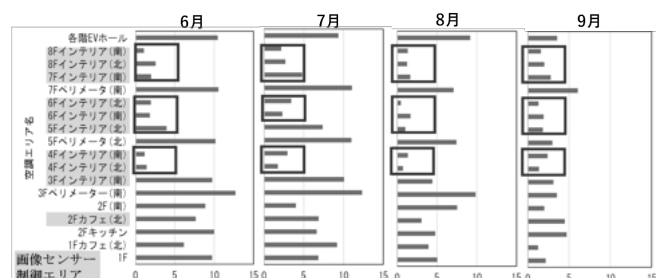 6月 7月 8月 9月
空調エリア名
各階EVホール
8Fインテリア(南)
8Fインテリア(北)
7Fインテリア(南)
7Fペリメータ(南)
6Fインテリア(南)
6Fインテリア(北)
5Fインテリア(北)
5Fペリメータ(北)
4Fインテリア(南)
4Fインテリア(北)
3Fインテリア(南)
3Fペリメーター(南)
2F(南)
2Fカフェ(北)
2Fキッチン
1Fカフェ(北)
1F
画像センサー
制御エリア
0 5 10 15 0 5 10 15 0 5 10 15 0 5 10 15